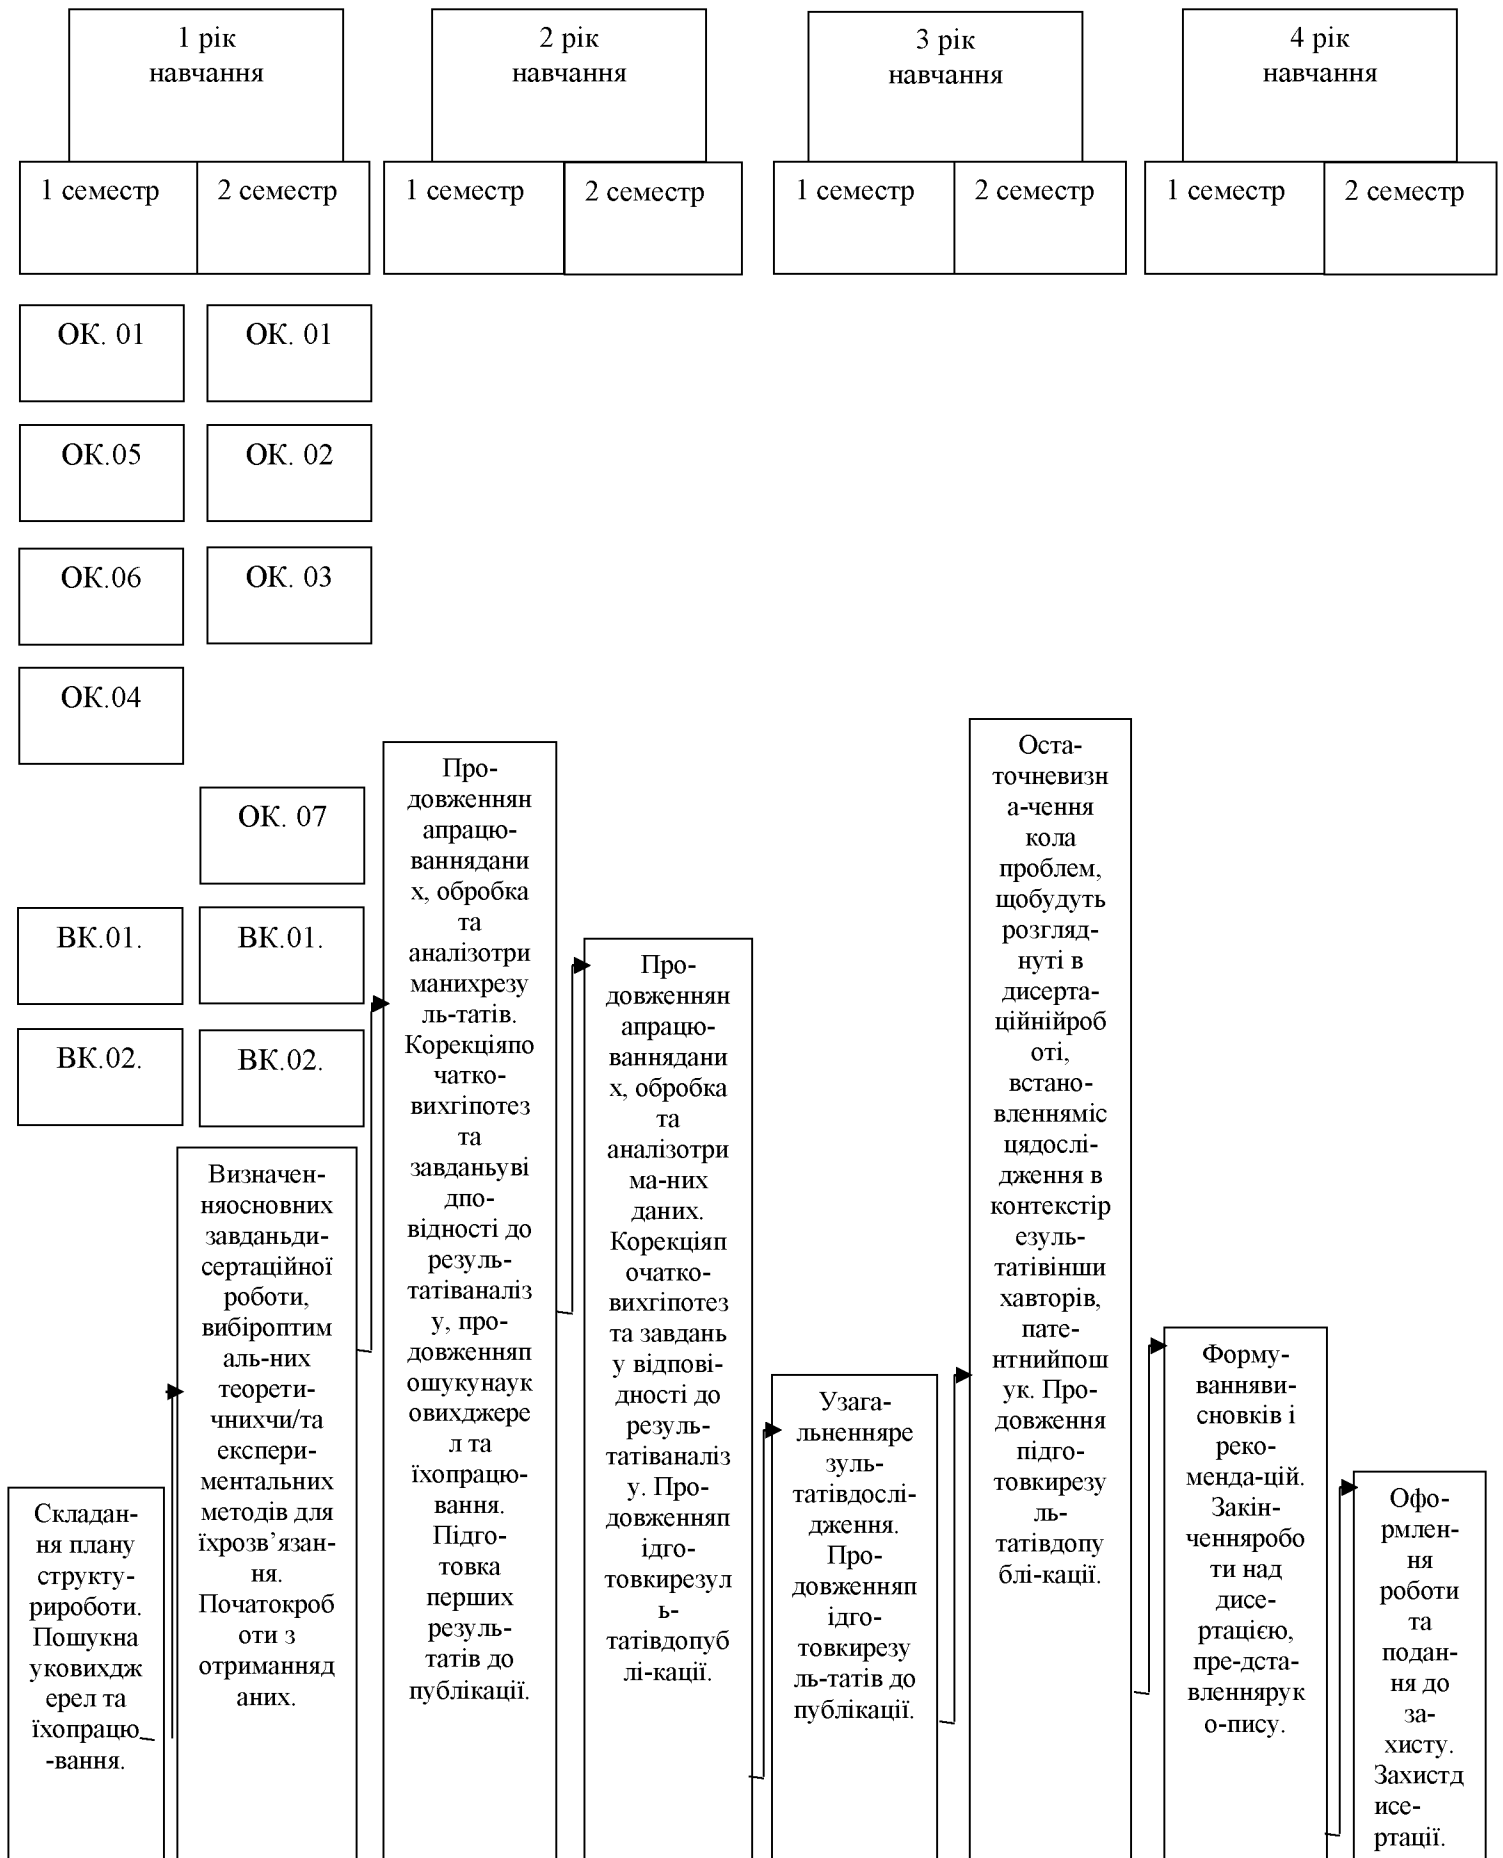 1 рік
навчання
2 рік
навчання
3 рік
навчання
4 рік
навчання
1 семестр
2 семестр
1 семестр
2 семестр
1 семестр
2 семестр
1 семестр
2 семестр
ОК. 01
ОК. 01
ОК.05
ОК. 02
ОК.06
ОК. 03
ОК.04
ОК. 07
ВК.01.
ВК.01.
ВК.02.
ВК.02.
Складан-
ня плану
структу-
рироботи.
Пошукна
уковихдж
ерел та
їхопрацю
-вання.
Визначен-
няосновних
завданьди-
сертаційної
роботи,
вибіроптим
аль-них
теорети-
чнихчи/та
експери-
ментальних
методів для
їхрозв’язан-
ня.
Початокроб
оти з
отриманняд
аних.
Про-
довженнян
апрацю-
ваннядани
х, обробка
та
аналізотри
манихрезу
ль-татів.
Корекціяпо
чатко-
вихгіпотез
та
завданьуві
дпо-
відності до
резуль-
татіваналіз
у, про-
довженняп
ошукунаук
овихджере
л та
їхопрацю-
вання.
Підго-
товка
перших
резуль-
татів до
публікації.
Про-
довженнян
апрацю-
ваннядани
х, обробка
та
аналізотри
ма-них
даних.
Корекціяп
очатко-
вихгіпотез
та завдань
у відпові-
дності до
резуль-
татіваналіз
у. Про-
довженняп
ідго-
товкирезул
ь-
татівдопуб
лі-кації.
Узага-
льненняре
зуль-
татівдослі-
дження.
Про-
довженняп
ідго-
товкирезу
ль-татів до
публікації.
Оста-
точневизн
а-чення
кола
проблем,
щобудуть
розгляд-
нуті в
дисерта-
ційнійроб
оті,
встано-
вленняміс
цядослі-
дження в
контекстір
езуль-
татівінши
хавторів,
пате-
нтнийпош
ук. Про-
довження
підго-
товкирезу
ль-
татівдопу
блі-кації.
Форму-
ваннави-
сновків і
реко-
менда-цій.
Закін-
ченняробо
ти над
дисе-
ртацією,
пре-дста-
вленнярук
о-пису.
Офо-
рмлен-
ня
роботи
та
подан-
ня до
за-
хисту.
Захистд
исе-
ртації.